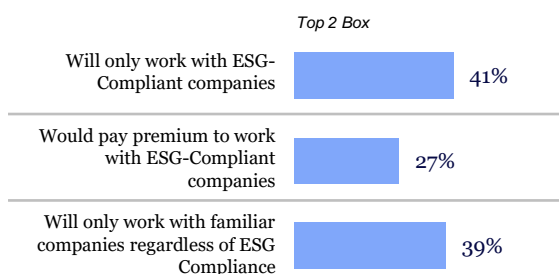 Top 2 Box
Will only work with ESG-
Compliant companies
41%
Would pay premium to work
with ESG-Compliant
companies
27%
Will only work with familiar
companies regardless of ESG
Compliance
39%